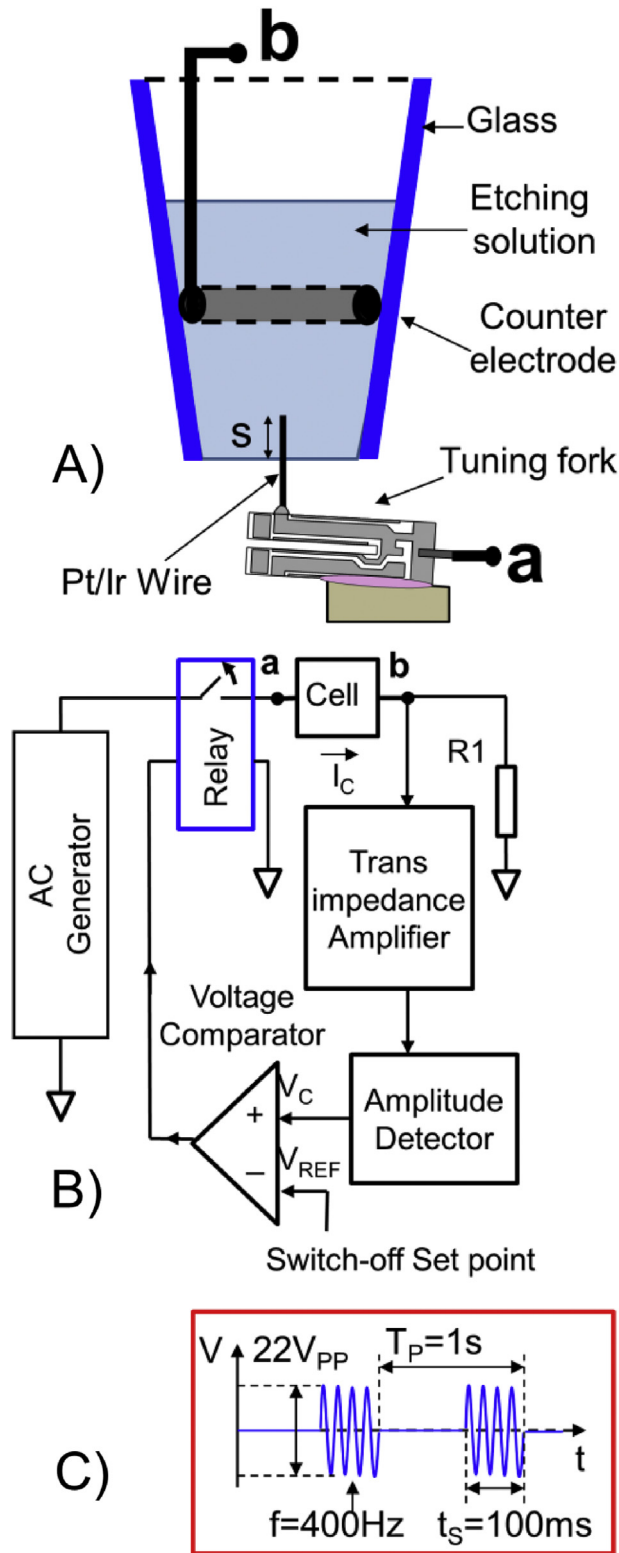 b
Glass
Etching
solution
Counter
electrode
S
A)
Tuning fork
Pt/Ir Wire
a
a
b
Cell
Relay
I_C
R1
AC
Generator
Trans
impedance
Amplifier
Voltage
Comparator
V_C
+
Amplitude
Detector
V_REF
−
B)
Switch-off Set point
V
22V_PP
T_P=1s
t
C)
f=400Hz
t_S=100ms